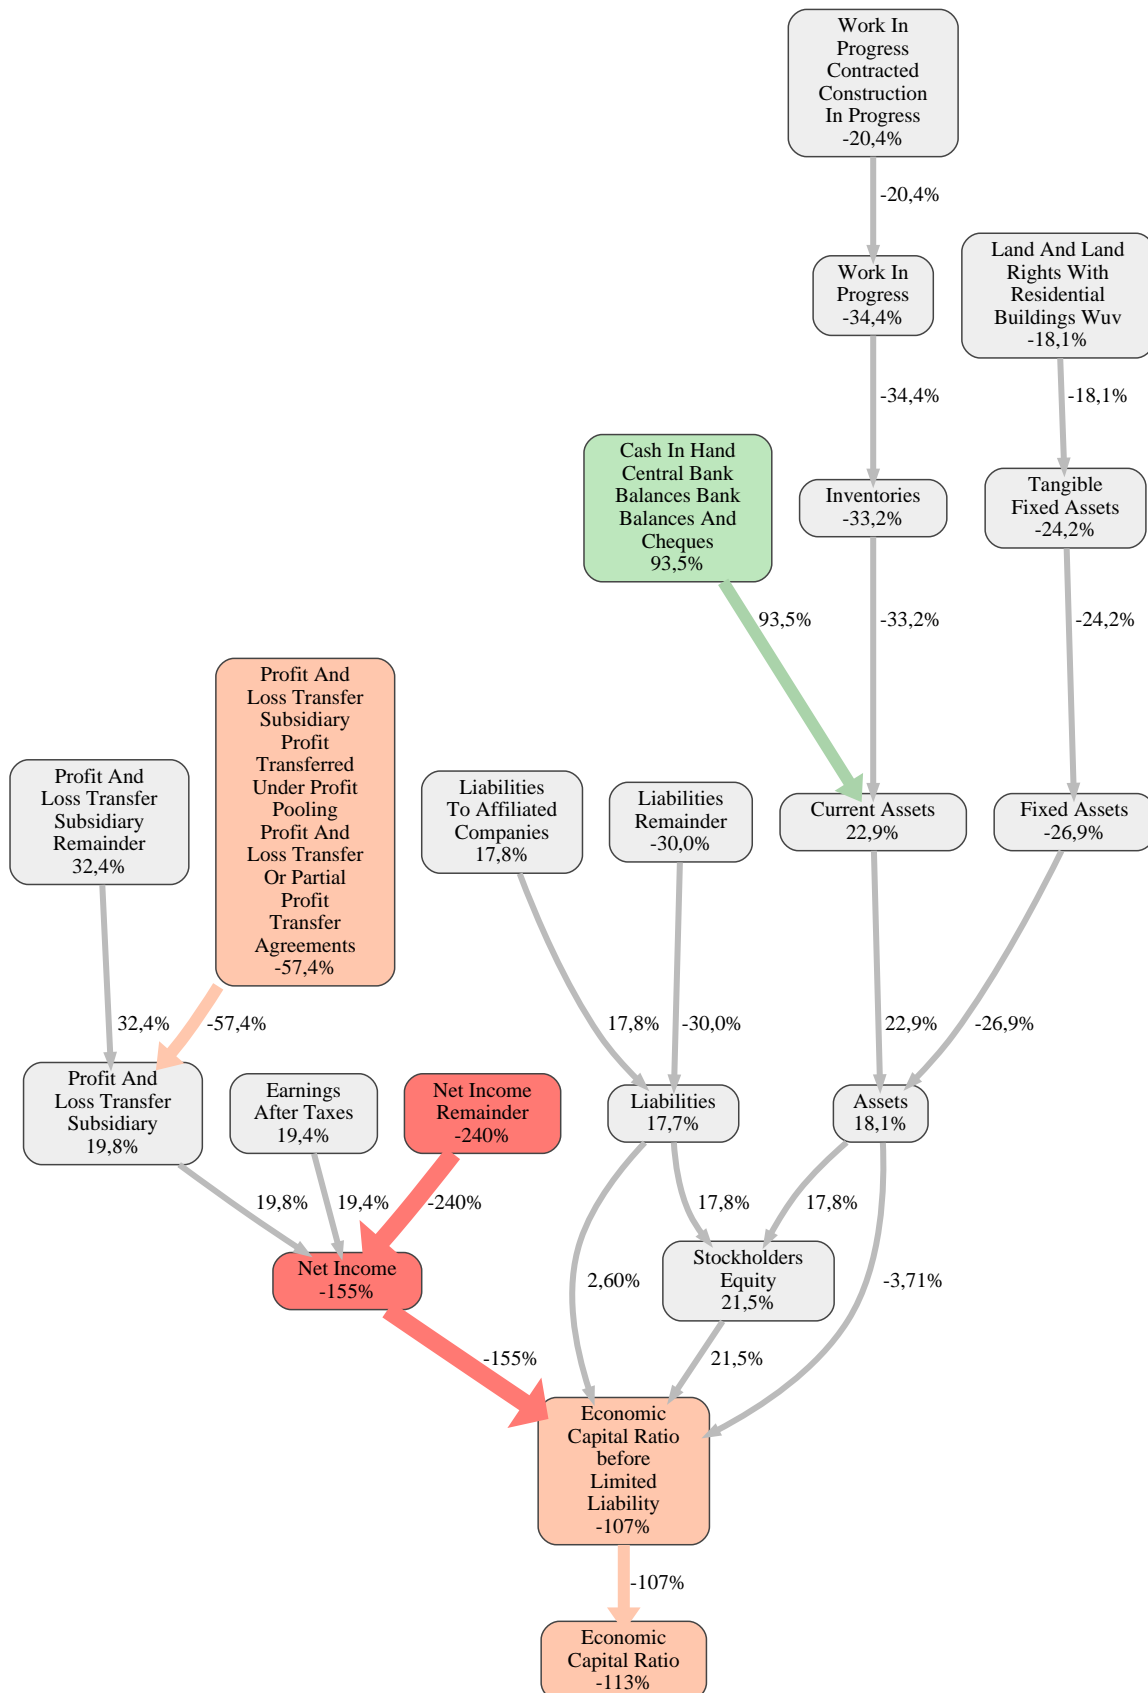 Work In
Progress
Contracted
Construction
In Progress
-20,4%
-20,4%
Work In
Progress
-34,4%
Land And Land
Rights With
Residential
Buildings Wuv
-18,1%
-34,4%
-18,1%
Cash In Hand
Central Bank
Balances Bank
Balances And
Cheques
93,5%
Inventories
-33,2%
Tangible
Fixed Assets
-24,2%
93,5%
-33,2%
-24,2%
Profit And
Loss Transfer
Subsidiary
Profit
Transferred
Under Profit
Pooling
Profit And
Loss Transfer
Or Partial
Profit
Transfer
Agreements
-57,4%
Profit And
Loss Transfer
Subsidiary
Remainder
32,4%
Liabilities
To Affiliated
Companies
17,8%
Liabilities
Remainder
-30,0%
Current Assets
22,9%
Fixed Assets
-26,9%
32,4%
-57,4%
17,8%
-30,0%
22,9%
-26,9%
Profit And
Loss Transfer
Subsidiary
19,8%
Earnings
After Taxes
19,4%
Net Income
Remainder
-240%
Liabilities
17,7%
Assets
18,1%
19,8%
19,4%
-240%
17,8%
17,8%
Net Income
-155%
2,60%
Stockholders
Equity
21,5%
-3,71%
-155%
21,5%
Economic
Capital Ratio
before
Limited
Liability
-107%
-107%
Economic
Capital Ratio
-113%